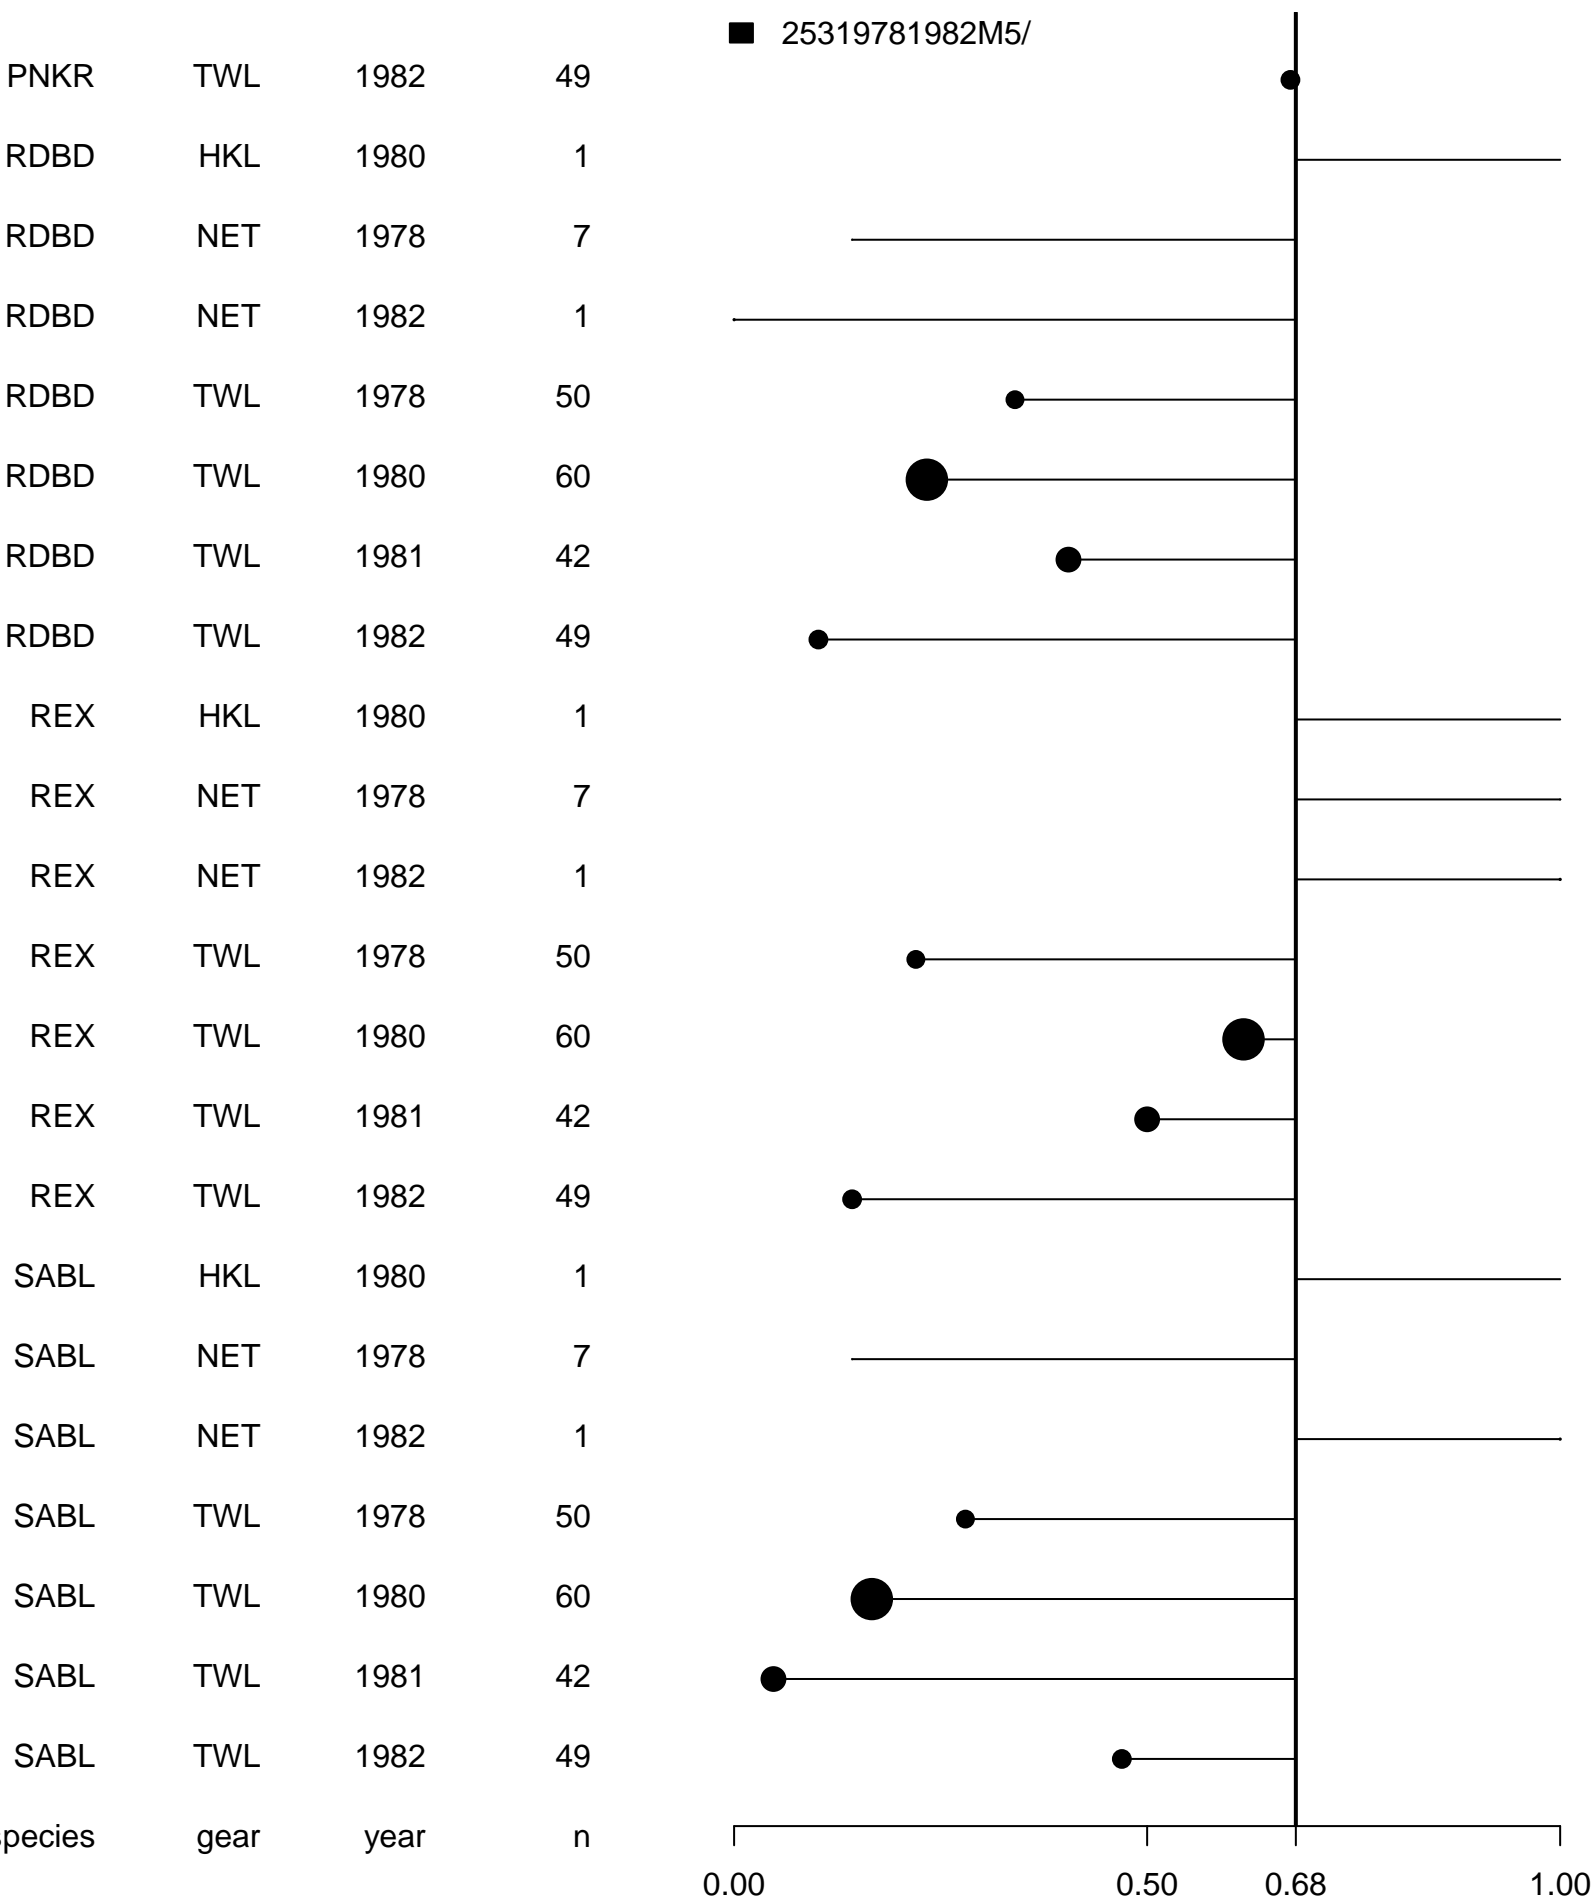 25319781982M5/
PNKR TWL 1982 49
RDBD HKL 1980 1
RDBD NET 1978 7
RDBD NET 1982 1
RDBD TWL 1978 50
RDBD TWL 1980 60
RDBD TWL 1981 42
RDBD TWL 1982 49
REX HKL 1980 1
REX NET 1978 7
REX NET 1982 1
REX TWL 1978 50
REX TWL 1980 60
REX TWL 1981 42
REX TWL 1982 49
SABL HKL 1980 1
SABL NET 1978 7
SABL NET 1982 1
SABL TWL 1978 50
SABL TWL 1980 60
SABL TWL 1981 42
SABL TWL 1982 49
species gear year n
0.00 0.50 0.68 1.00